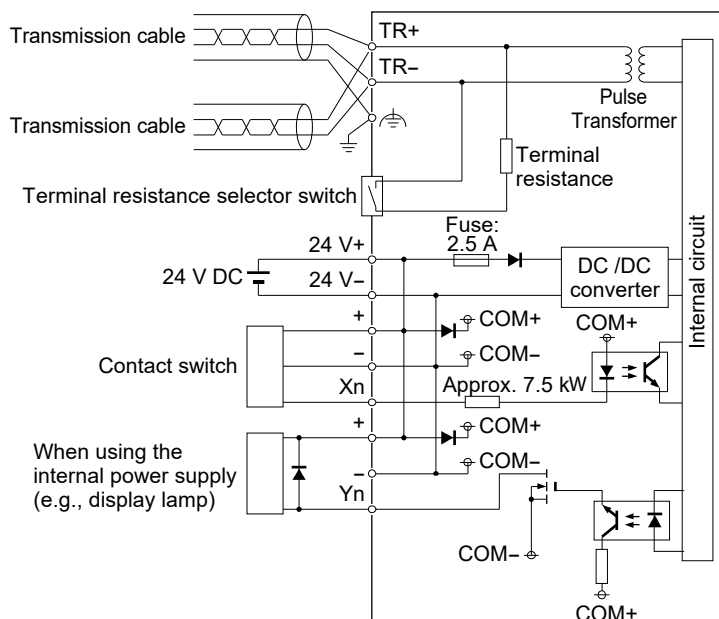 Transmission cable
TR+
TR−
Pulse
Transformer
Transmission cable
Terminal
resistance
Terminal resistance selector switch
Internal circuit
Fuse:
2.5 A
24 V+
24 V DC
24 V−
DC /DC
converter
+
COM+
COM+
Contact switch
−
COM−
Xn
Approx. 7.5 kW
+
COM+
When using the
internal power supply
(e.g., display lamp)
−
COM−
Yn
COM−
COM+